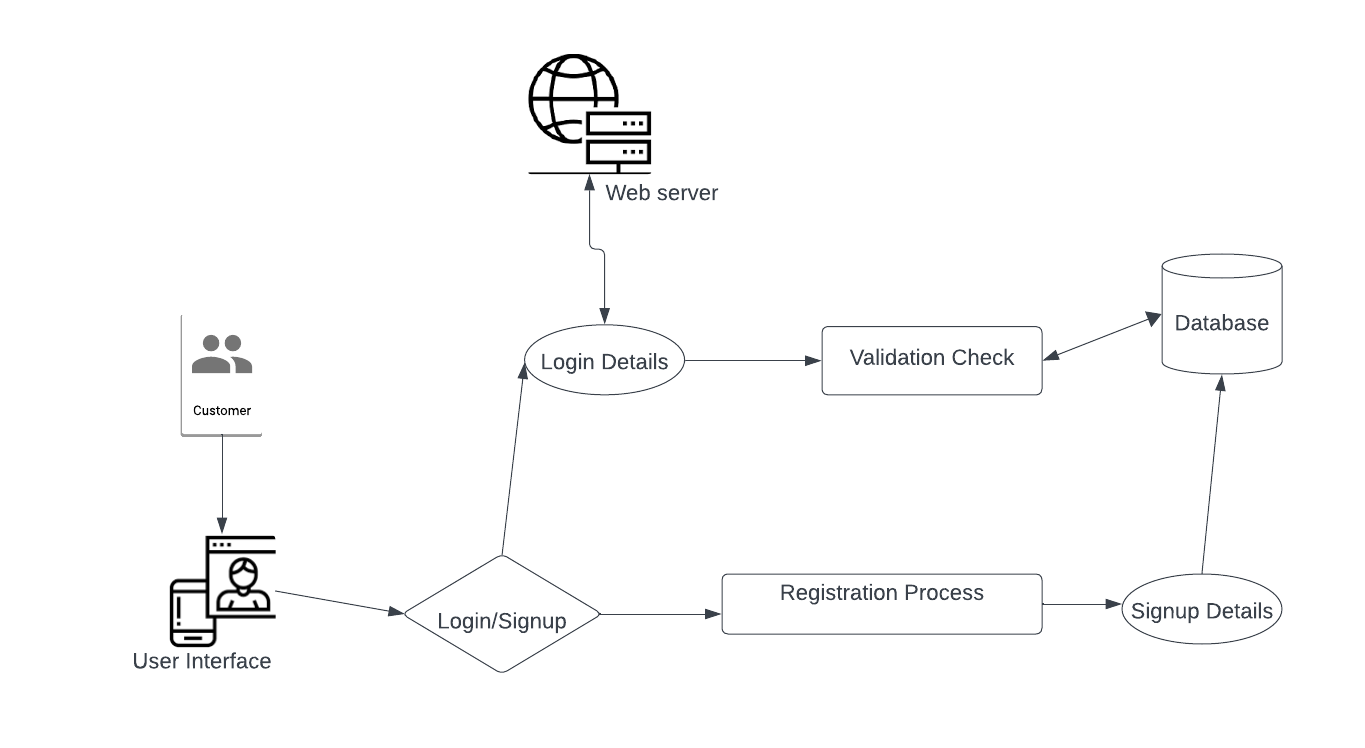 Web server
Database
Login Details
Validation Check
Customer
Registration Process
Login/Signup
Signup Details
User Interface